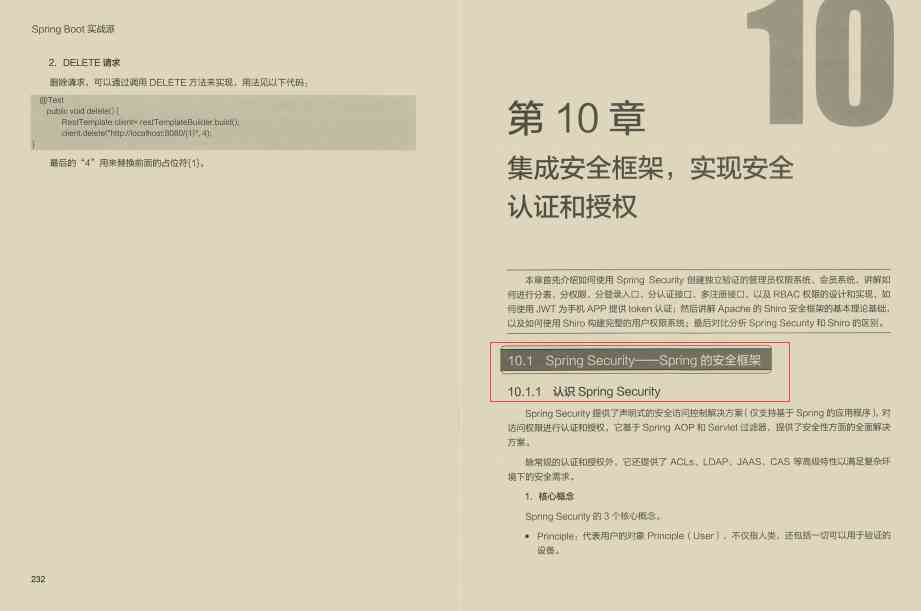 Spring Boot 实战派
2．DELETE 请求
删除请求，可以通过调用 DELETE 方法来实现，用法见以下代码：
@Test
public void delete() {
RestTemplate client= restTemplateBuilder.build();
client.delete("http://localhost:8080/{1}", 4);
}
最后的“4”用来替换前面的占位符{1}。
232
10
第 10 章
集成安全框架，实现安全
认证和授权
本章首先介绍如何使用 Spring Security 创建独立验证的管理员权限系统、会员系统，讲解如
何进行分表、分权限、分登录入口、分认证接口、多注册接口，以及 RBAC 权限的设计和实现，如
何使用 JWT 为手机 APP 提供 token 认证；然后讲解 Apache 的 Shiro 安全框架的基本理论基础，
以及如何使用 Shiro 构建完整的用户权限系统；最后对比分析 Spring Security 和 Shiro 的区别。
10.1 Spring Security——Spring 的安全框架
10.1.1 认识 Spring Security
Spring Security 提供了声明式的安全访问控制解决方案（仅支持基于 Spring 的应用程序），对
访问权限进行认证和授权，它基于 Spring AOP 和 Servlet 过滤器，提供了安全性方面的全面解决
方案。
除常规的认证和授权外，它还提供了 ACLs、LDAP、JAAS、CAS 等高级特性以满足复杂环
境下的安全需求。
1．核心概念
Spring Security 的 3 个核心概念。
• Principle：代表用户的对象 Principle（User），不仅指人类，还包括一切可以用于验证的
设备。